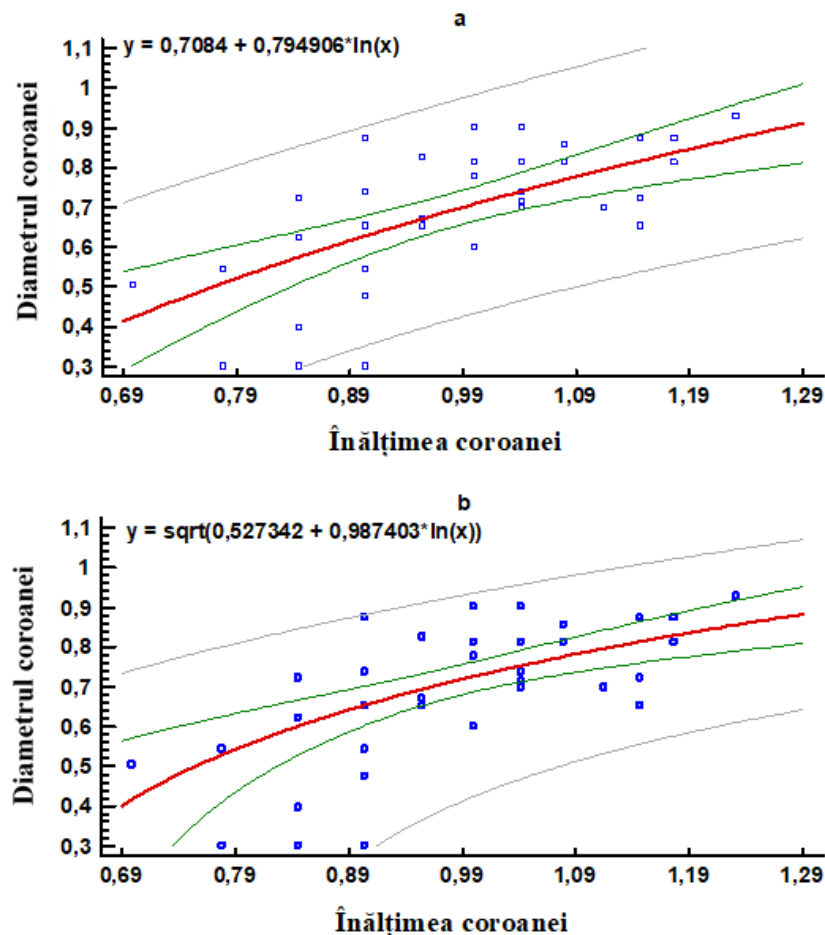 a
y = 0,7084 + 0,794906*ln(x)
1,1
1
0,9
0,8
0,7
0,6
0,5
0,4
0,3
Diametrul coroanei
0,69 0,79 0,89 0,99 1,09 1,19 1,29
Înălțimea coroanei
b
y = sqrt(0,527342 + 0,987403*ln(x))
1,1
1
0,9
0,8
0,7
0,6
0,5
0,4
0,3
Diametrul coroanei
0,69 0,79 0,89 0,99 1,09 1,19 1,29
Înălțimea coroanei